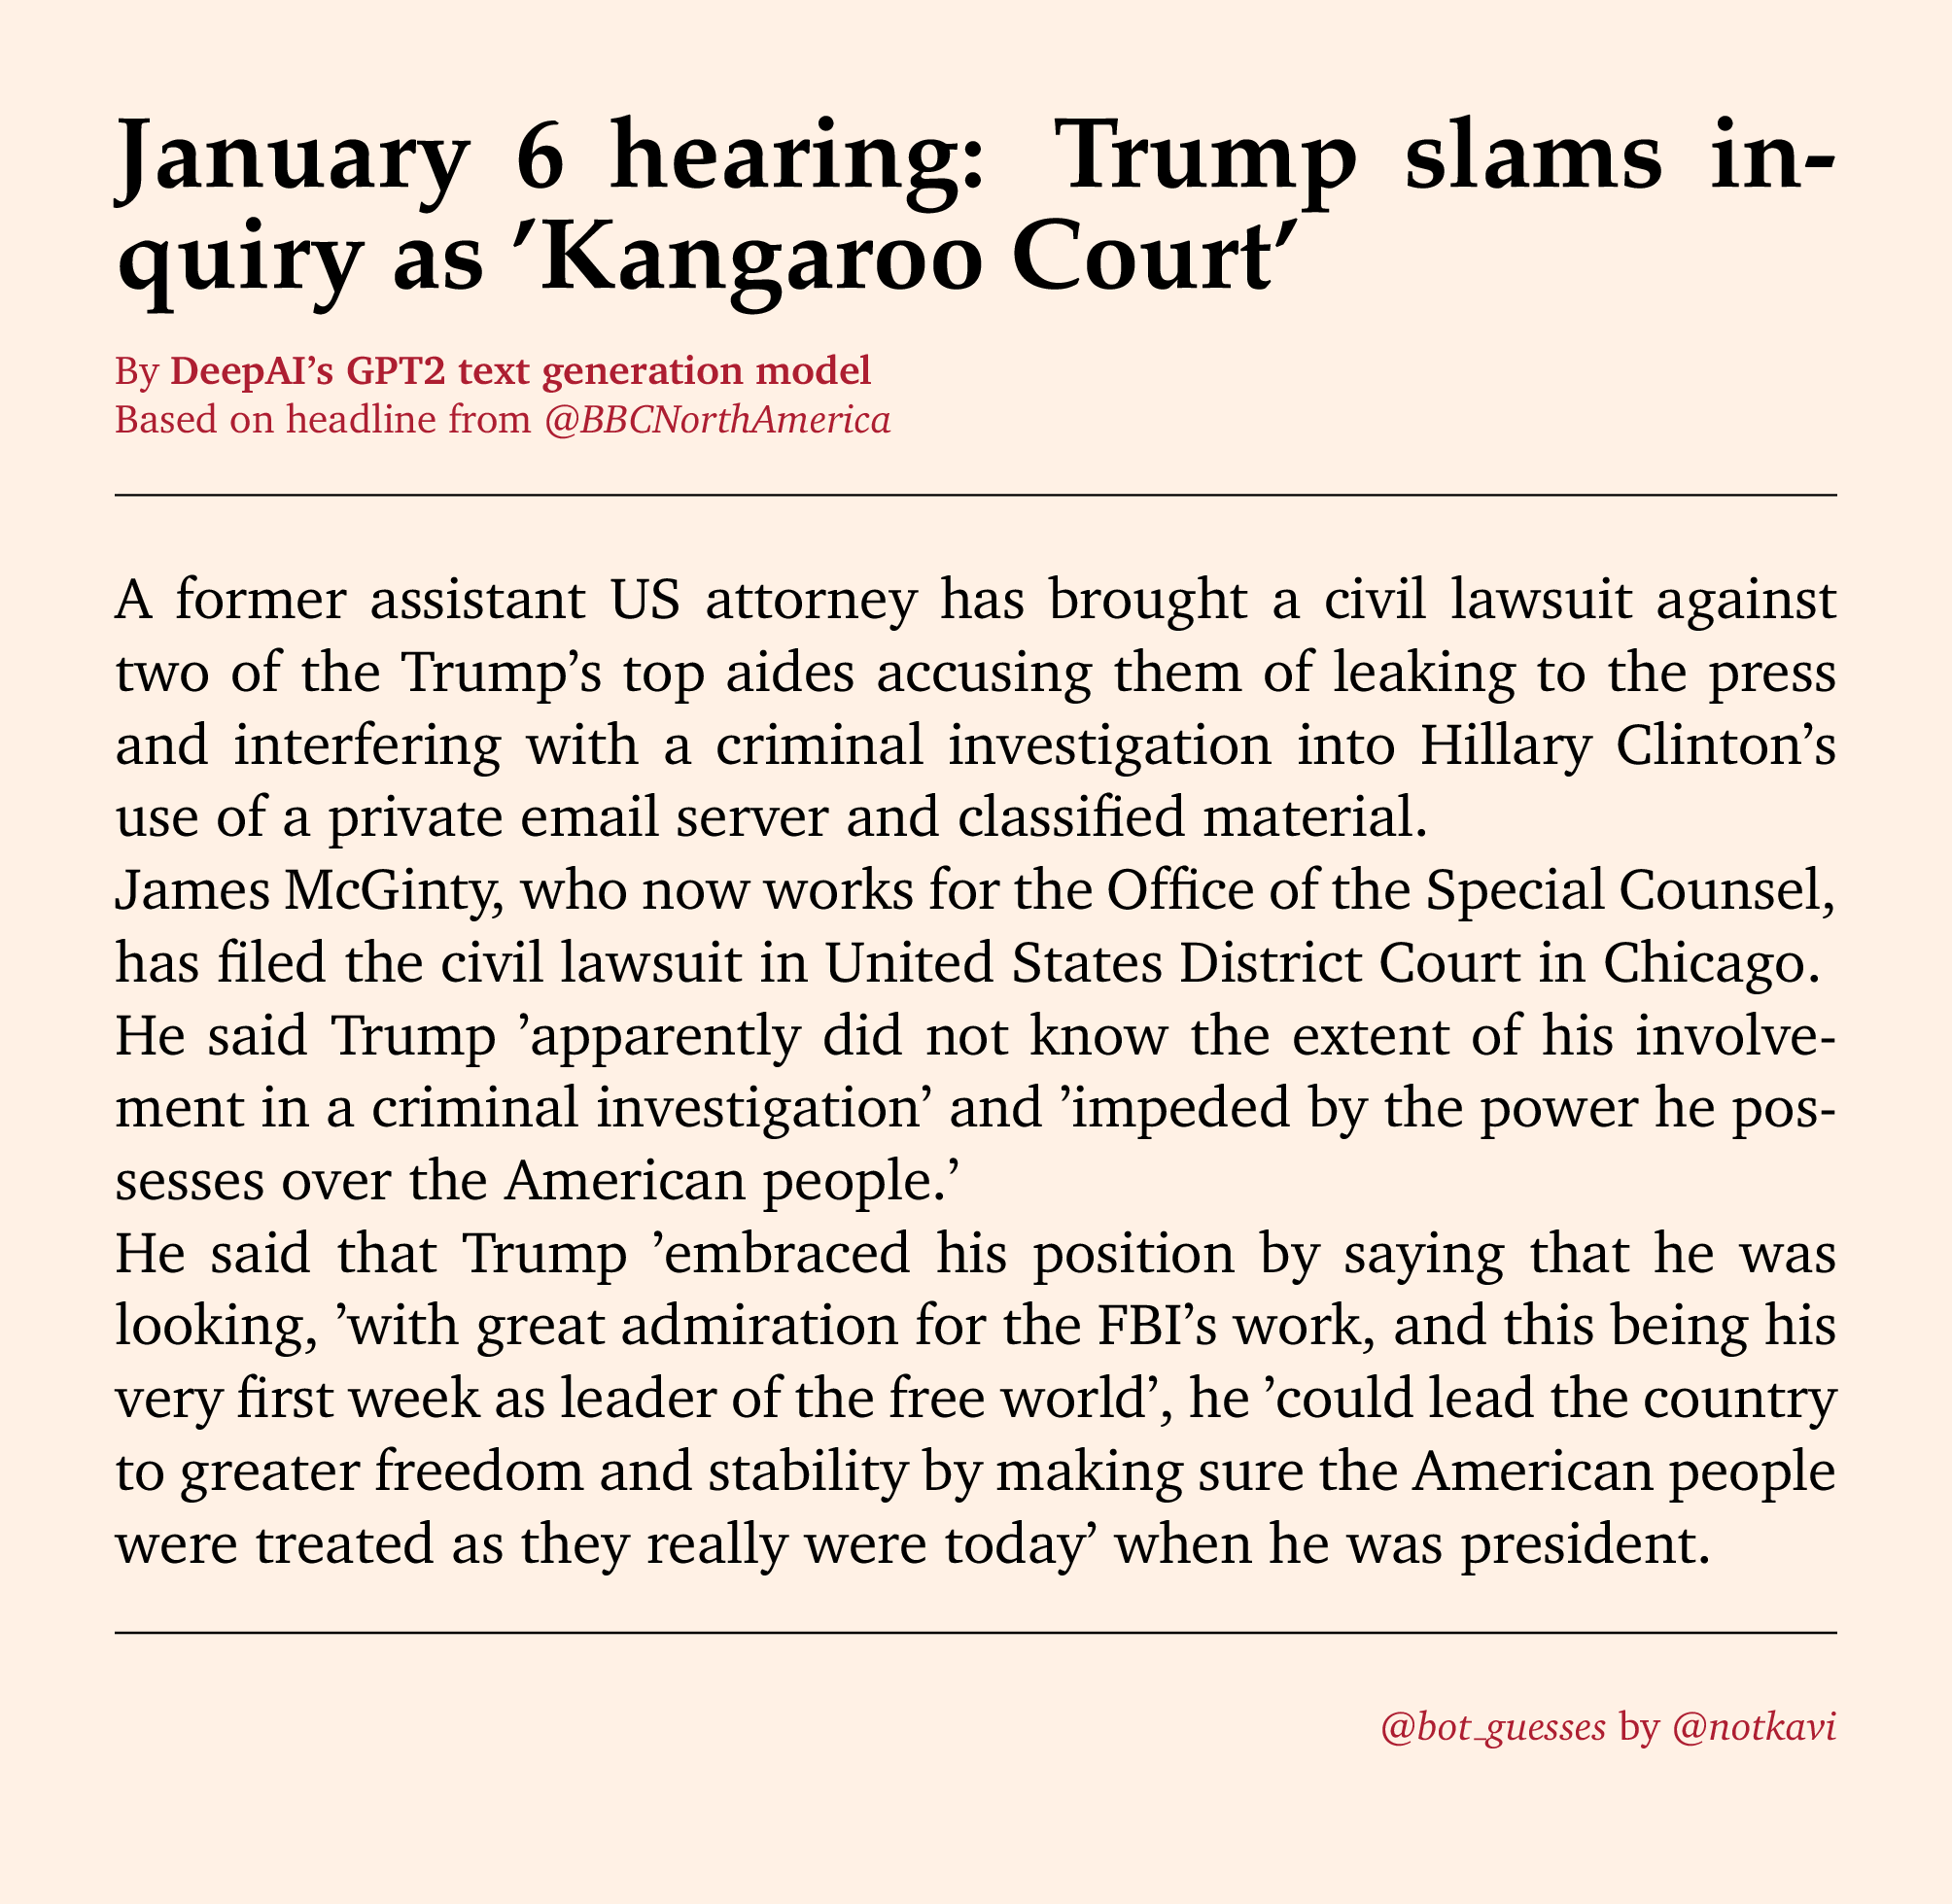 January 6 hearing: Trump slams in-
quiry as ’Kangaroo Court’
By DeepAI’s GPT2 text generation model
Based on headline from @BBCNorthAmerica
A former assistant US attorney has brought a civil lawsuit against
two of the Trump’s top aides accusing them of leaking to the press
and interfering with a criminal investigation into Hillary Clinton’s
use of a private email server and classified material.
James McGinty, who now works for the Office of the Special Counsel,
has filed the civil lawsuit in United States District Court in Chicago.
He said Trump ’apparently did not know the extent of his involve-
ment in a criminal investigation’ and ’impeded by the power he pos-
sesses over the American people.’
He said that Trump ’embraced his position by saying that he was
looking, ’with great admiration for the FBI’s work, and this being his
very first week as leader of the free world’, he ’could lead the country
to greater freedom and stability by making sure the American people
were treated as they really were today’ when he was president.
@bot_guesses by @notkavi